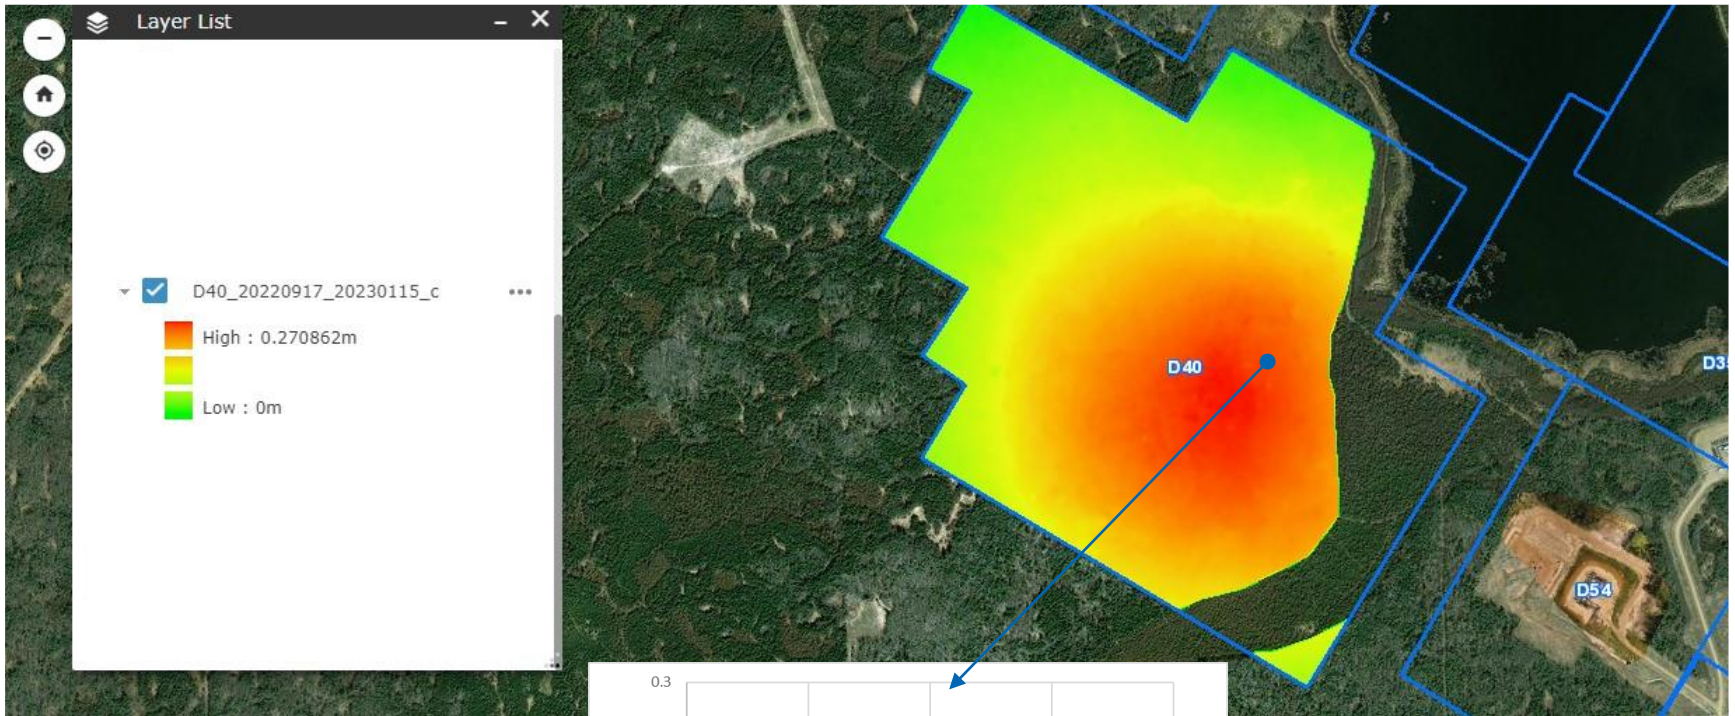 Layer List
D40_20220917_20230115_c
High : 0.270862m
Low : 0m
D40
D54
0.3